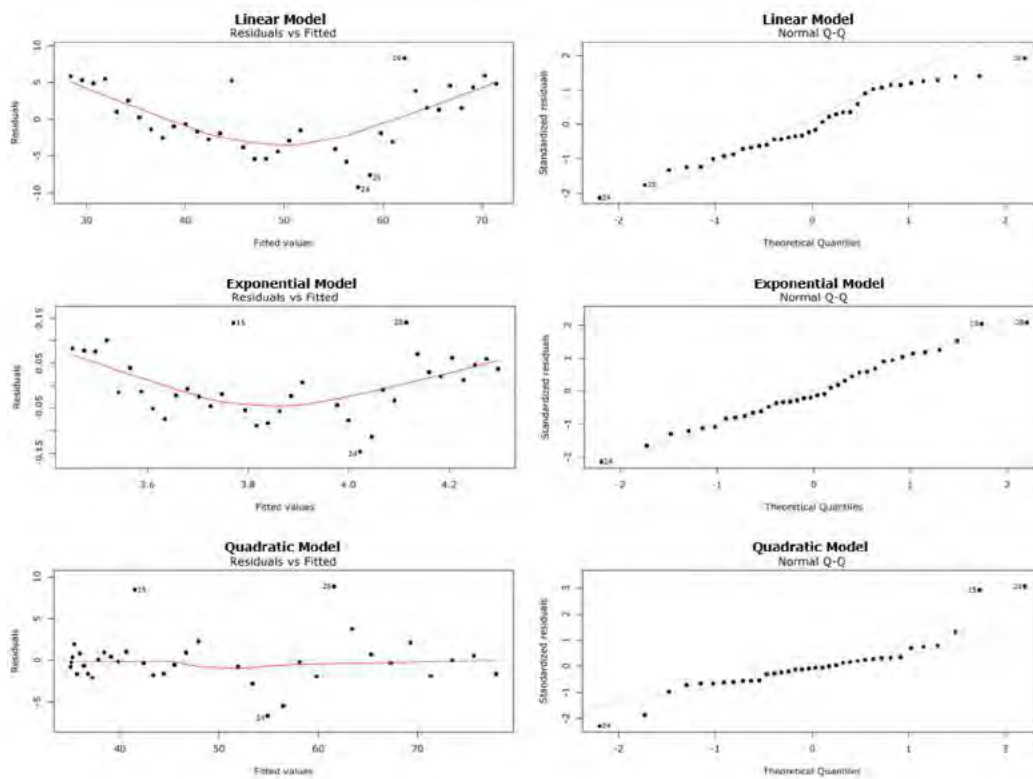 Linear Model
Residuals vs Fitted
Residuals
10
5
0
-5
-10
15
24
30
40
50
60
70
Fitted values
Linear Model
Normal Q-Q
Standardized residuals
2
1
0
-1
-2
24
-2
-1
0
1
2
Theoretical Quantiles
Exponential Model
Residuals vs Fitted
Residuals
0.15
0.05
-0.05
-0.15
15
24
3.6
3.8
4.0
4.2
Fitted values
Exponential Model
Normal Q-Q
Standardized residuals
2
1
0
-1
-2
24
-2
-1
0
1
2
Theoretical Quantiles
Quadratic Model
Residuals vs Fitted
Residuals
10
5
0
-5
15
24
40
50
60
70
Fitted values
Quadratic Model
Normal Q-Q
Standardized residuals
3
2
1
0
-1
-2
15
24
-2
-1
0
1
2
Theoretical Quantiles